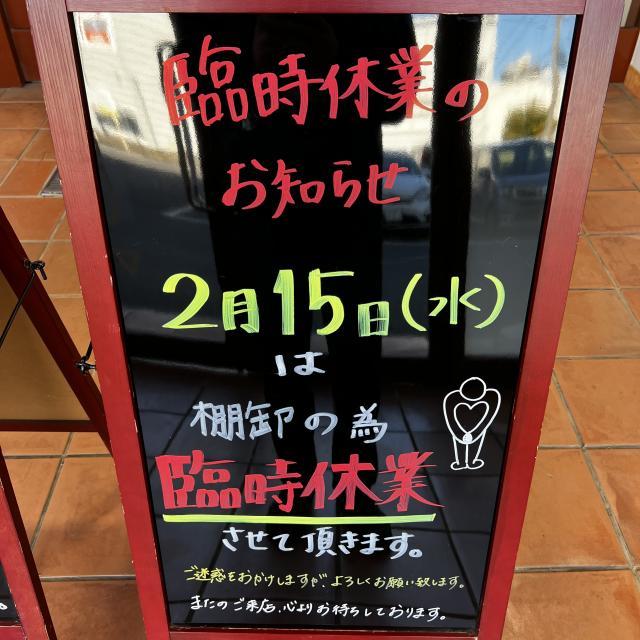 臨時休業の
お知らせ
2月15日(水)
は
棚卸の為
臨時休業
させて頂きます。
ご迷惑をおかけしますが、よろしくお願い致します。
またのご来店、心よりお待ちしております。